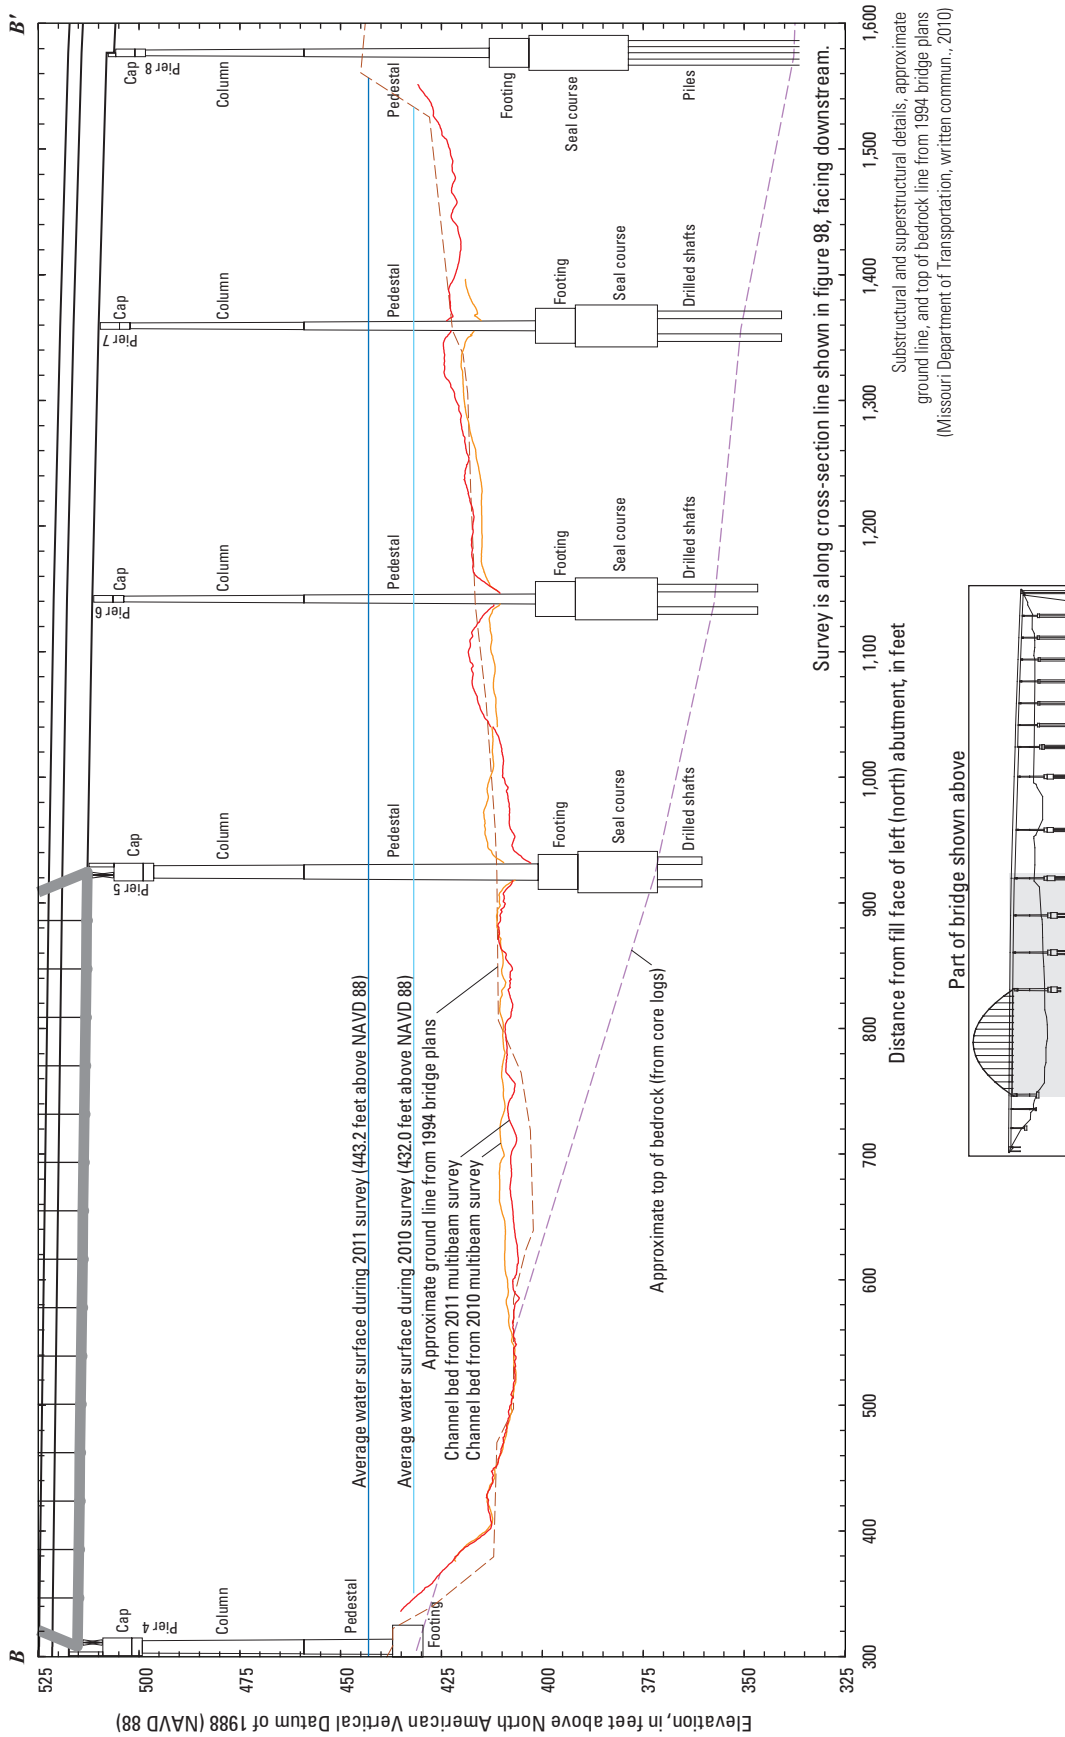 B
B'
525
500
475
450
425
400
375
350
325
Elevation, in feet above North American Vertical Datum of 1988 (NAVD 88)
300
400
500
600
700
800
900
1,000
1,100
1,200
1,300
1,400
1,500
1,600
Distance from fill face of left (north) abutment, in feet
Cap
Pier 4
Column
Pedestal
Footing
Cap
Pier 5
Column
Pedestal
Footing
Seal course
Drilled shafts
Cap
Pier 6
Column
Pedestal
Footing
Seal course
Drilled shafts
Cap
Pier 7
Column
Pedestal
Footing
Seal course
Drilled shafts
Cap
Pier 8
Column
Pedestal
Footing
Seal course
Piles
Average water surface during 2011 survey (443.2 feet above NAVD 88)
Average water surface during 2010 survey (432.0 feet above NAVD 88)
Approximate ground line from 1994 bridge plans
Channel bed from 2011 multibeam survey
Channel bed from 2010 multibeam survey
Approximate top of bedrock (from core logs)
Survey is along cross-section line shown in figure 98, facing downstream.
Substructural and superstructural details, approximate
ground line, and top of bedrock line from 1994 bridge plans
(Missouri Department of Transportation, written commun., 2010)
Part of bridge shown above